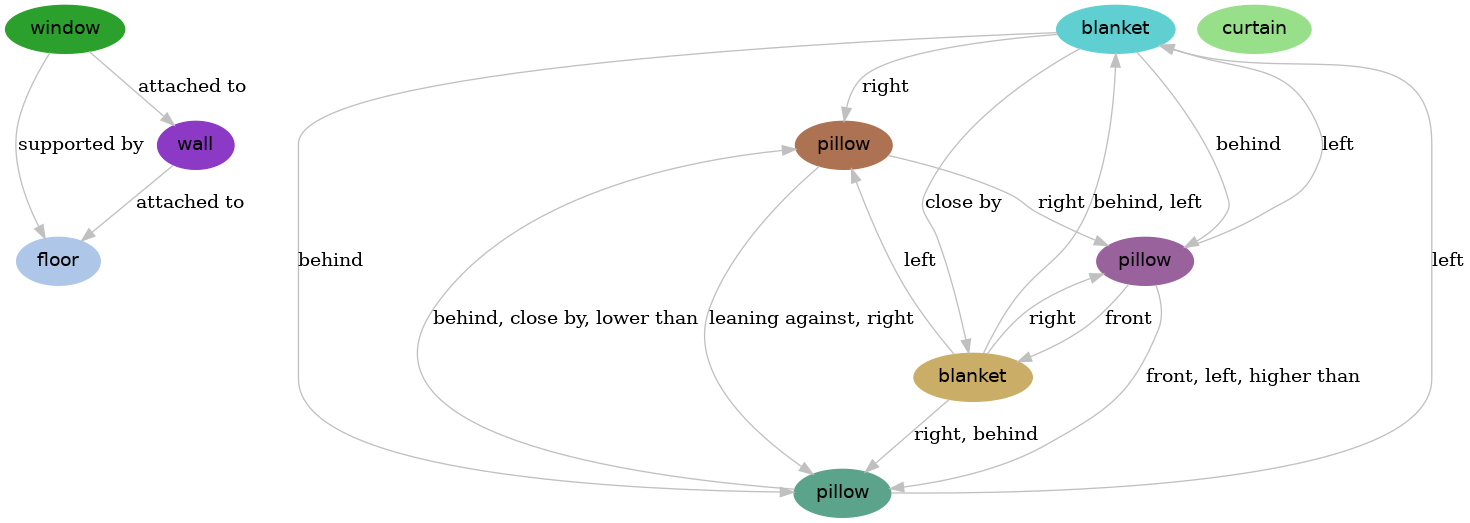 window
blanket
curtain
attached to
right
supported by
wall
pillow
behind
left
attached to
close by
right
behind, left
floor
behind
left
pillow
left
behind, close by, lower than
leaning against, right
right
front
blanket
front, left, higher than
right, behind
pillow